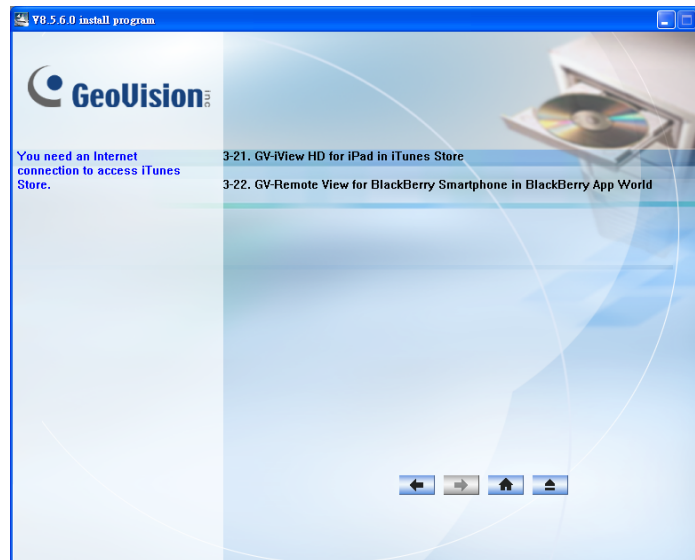 V8.5.6.0 install program
GeoVision inc
You need an Internet
connection to access iTunes
Store.
3-21. GV-iView HD for iPad in iTunes Store
3-22. GV-Remote View for BlackBerry Smartphone in BlackBerry App World